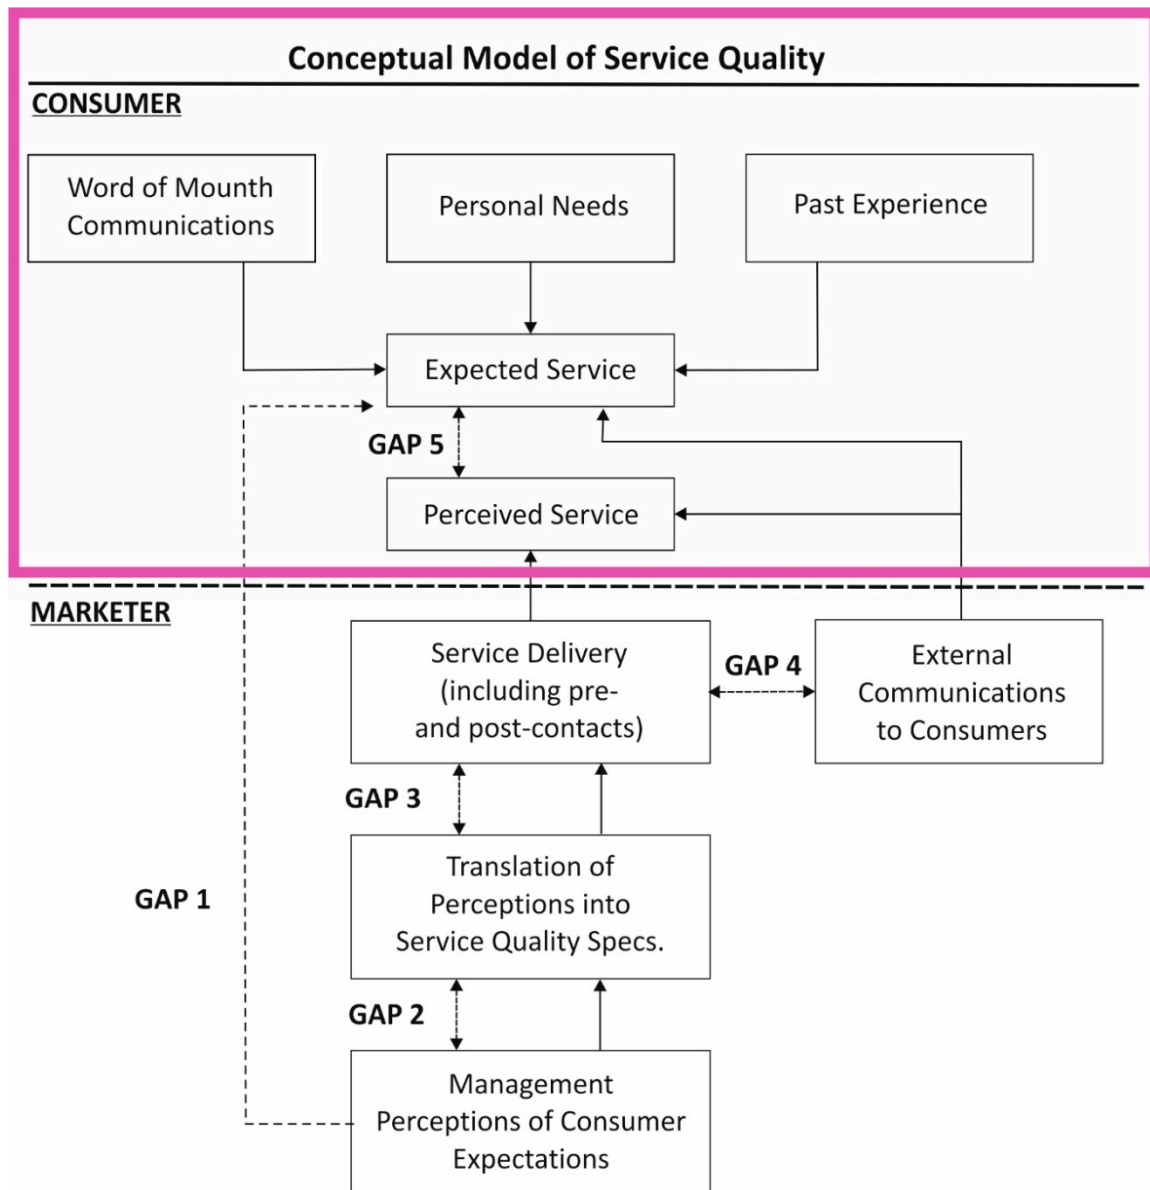 Conceptual Model of Service Quality
CONSUMER
Word of Mounth
Communications
Personal Needs
Past Experience
Expected Service
GAP 5
Perceived Service
MARKETER
Service Delivery
(including pre-
and post-contacts)
GAP 4
External
Communications
to Consumers
GAP 3
Translation of
Perceptions into
Service Quality Specs.
GAP 1
GAP 2
Management
Perceptions of Consumer
Expectations